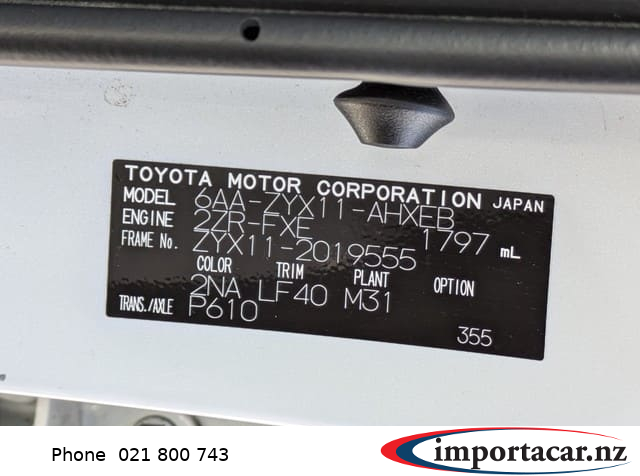 TOYOTA MOTOR CORPORATION JAPAN
MODEL 6AA-ZYX11-AHXEB
ENGINE 2ZR-FXE 1797 mL
FRAME No. ZYX11-2019555
COLOR TRIM PLANT OPTION
2NA LF40 M31
TRANS./AXLE P610
355
Phone 021 800 743
importacar.nz